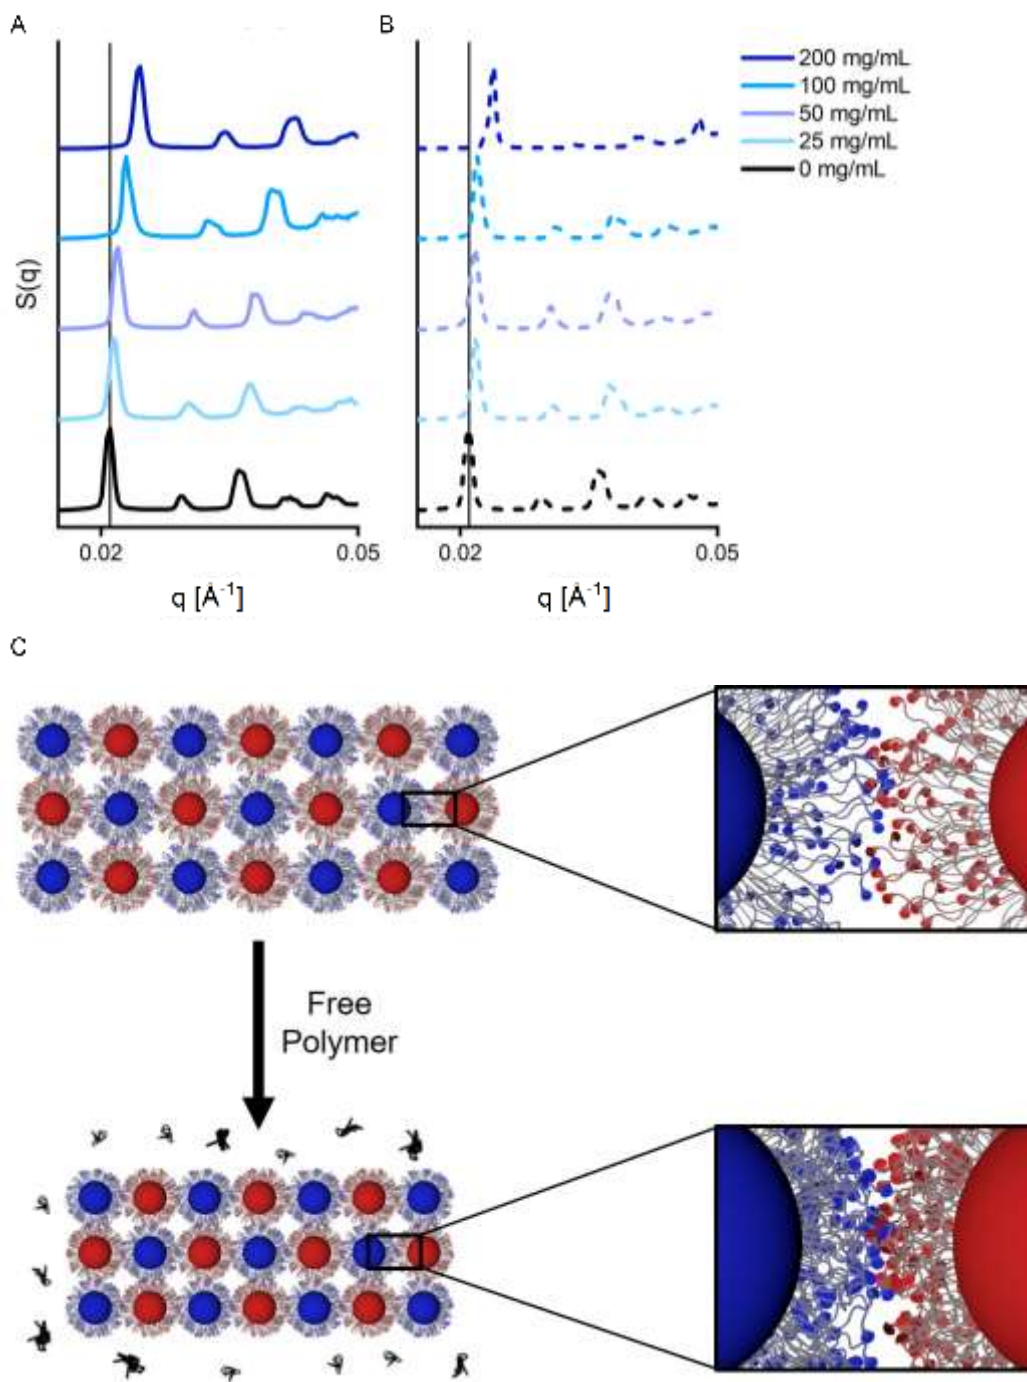 A
B
200 mg/mL
100 mg/mL
50 mg/mL
25 mg/mL
0 mg/mL
S(q)
0.02
0.05
0.02
0.05
q [Å⁻¹]
q [Å⁻¹]
C
Free
Polymer